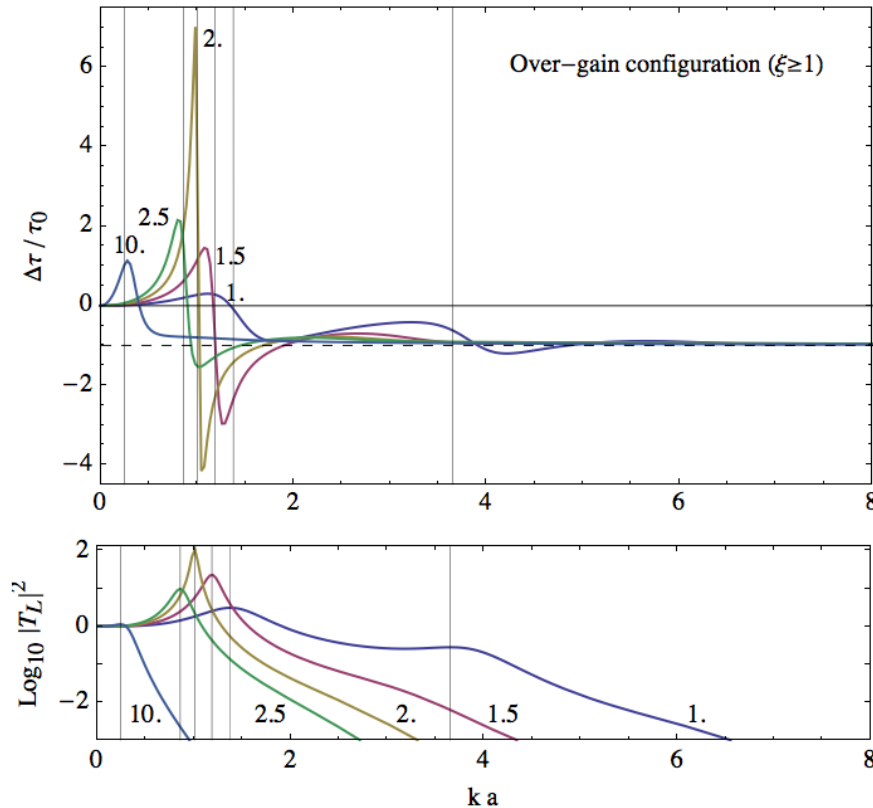 6
Over−gain configuration (ξ≥1)
4
2
0
−2
−4
Δτ / τ0
2.
2.5
10.
1.5
1.
0 2 4 6 8
2
0
−2
Log10 |TL|2
10. 2.5 2. 1.5 1.
0 2 4 6 8
k a